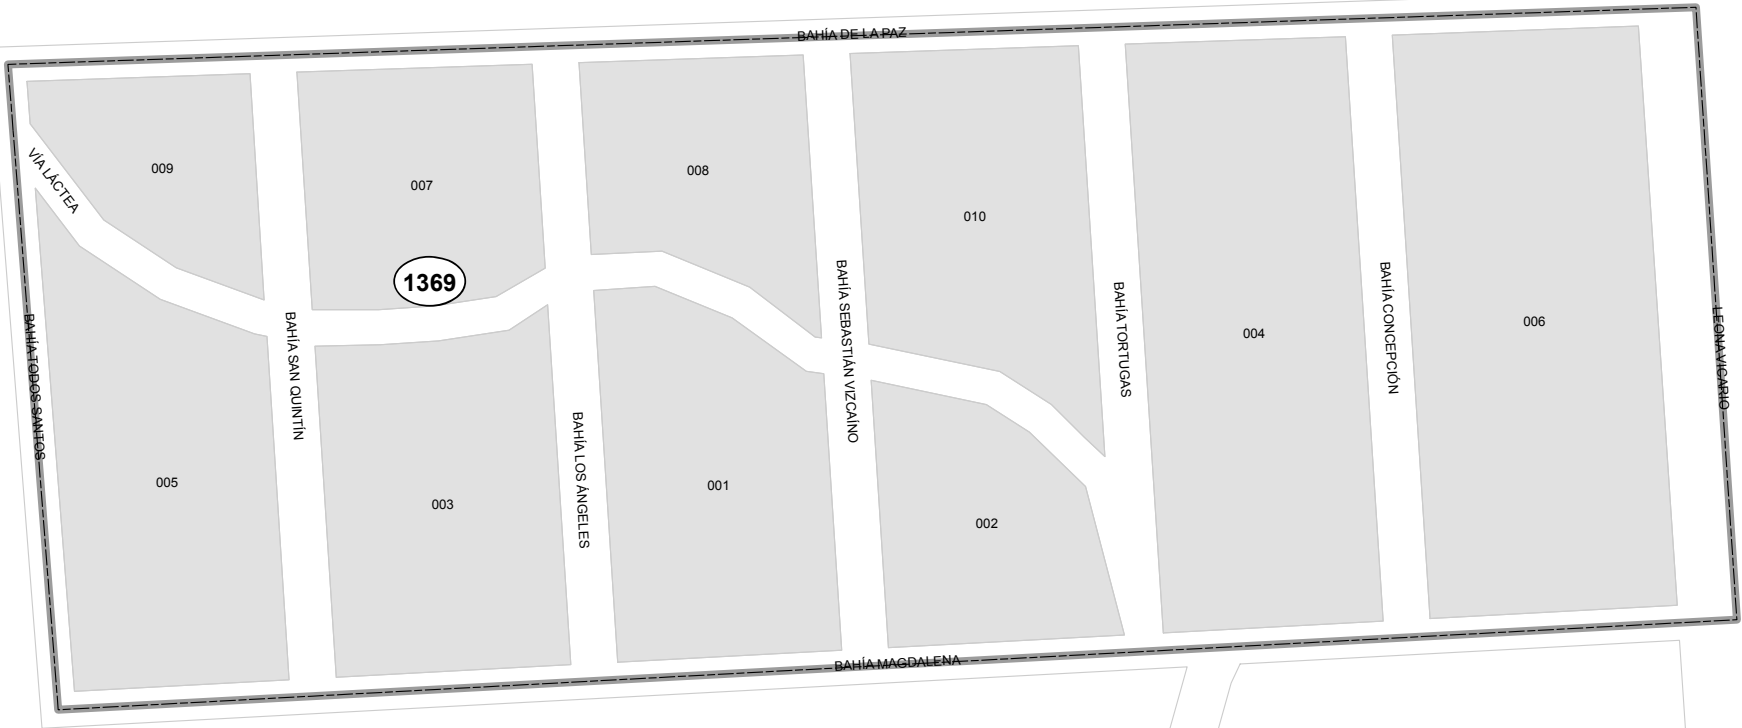 BAHÍA DE LA PAZ
VÍA LÁCTEA
009
007
008
010
1369
BAHÍA TODOS SANTOS
BAHÍA SAN QUINTÍN
BAHÍA LOS ÁNGELES
BAHÍA SEBASTIÁN VIZCAÍNO
BAHÍA TORTUGAS
004
BAHÍA CONCEPCIÓN
006
LEONA VICARIO
005
003
001
002
BAHÍA MAGDALENA